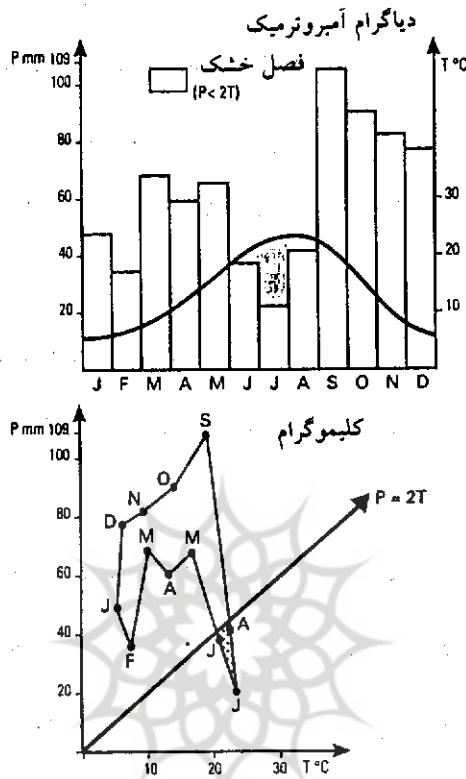 دیاگرام آمبروترمیک
P mm 109
T °C
فصل خشک
(P< 2T)
100
80
60
30
40
20
20
10
J F M A M J J A S O N D
کلیموگرام
P mm 109
S
100
O
P = 2T
N
D
80
M M
A
60
J
F
40
A
J
20
J
10 20 30 T °C